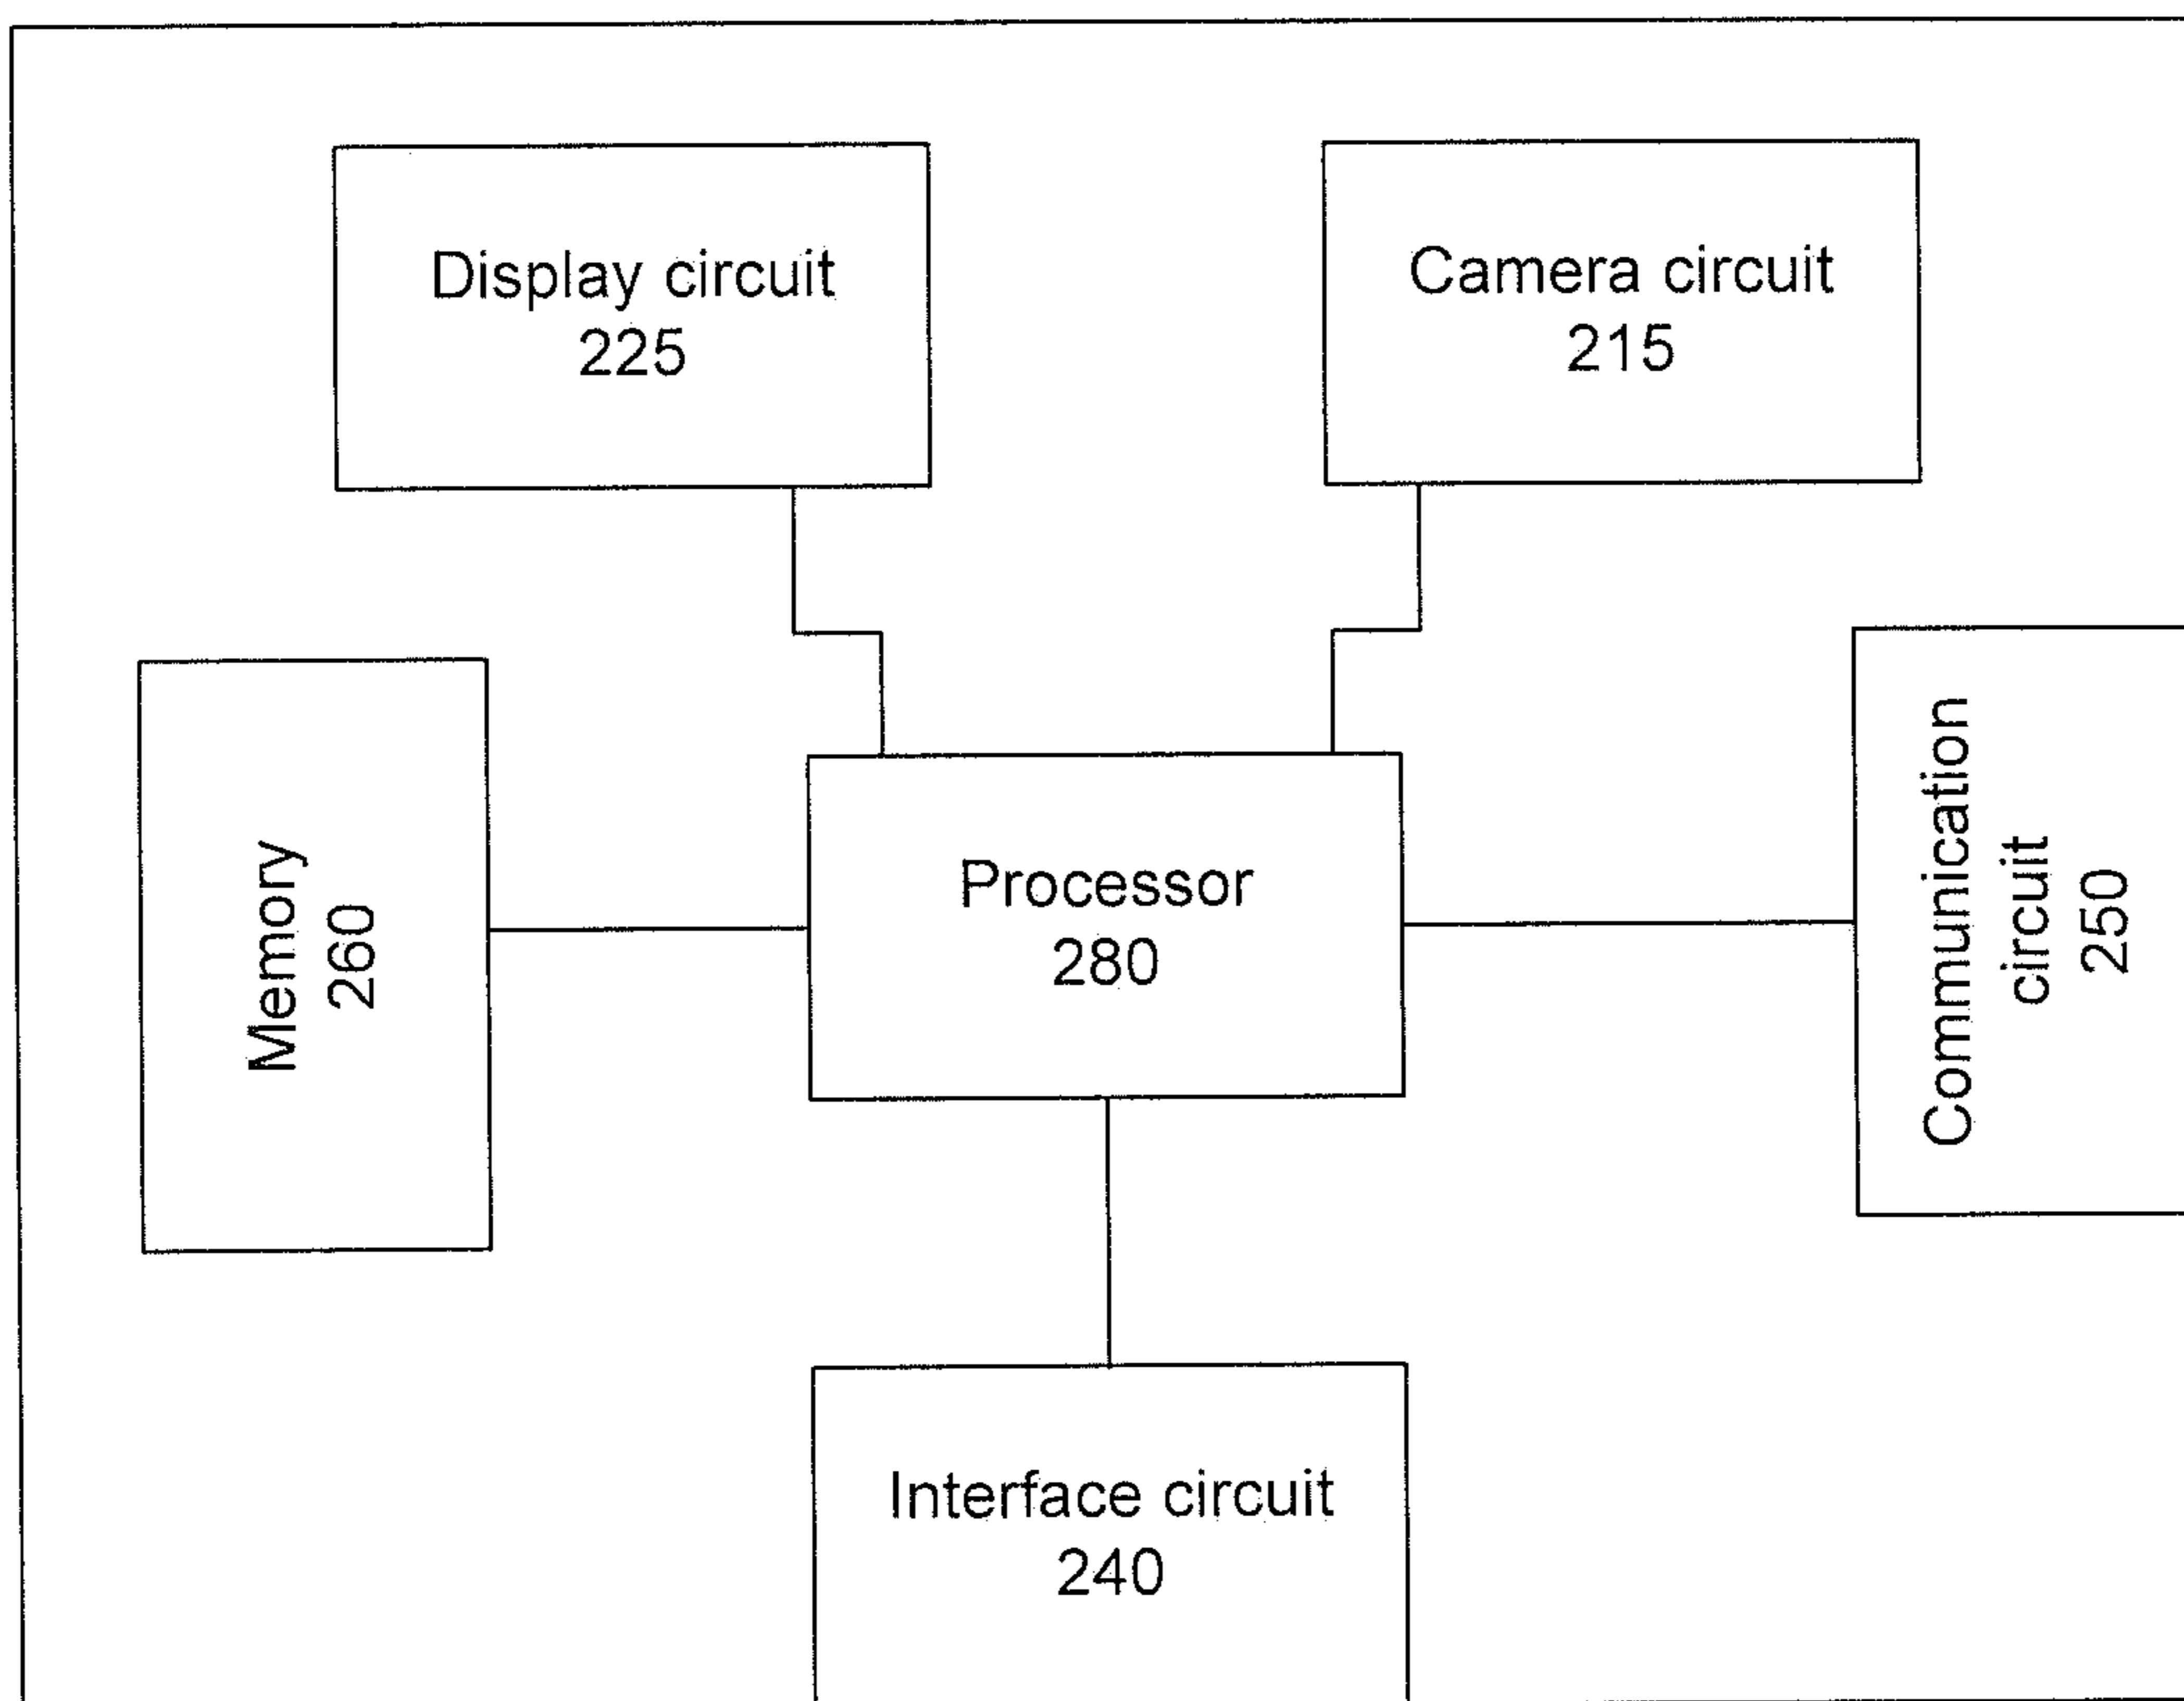 Display circuit
225
Camera circuit
215
Memory
260
Processor
280
Communication
circuit
250
Interface circuit
240